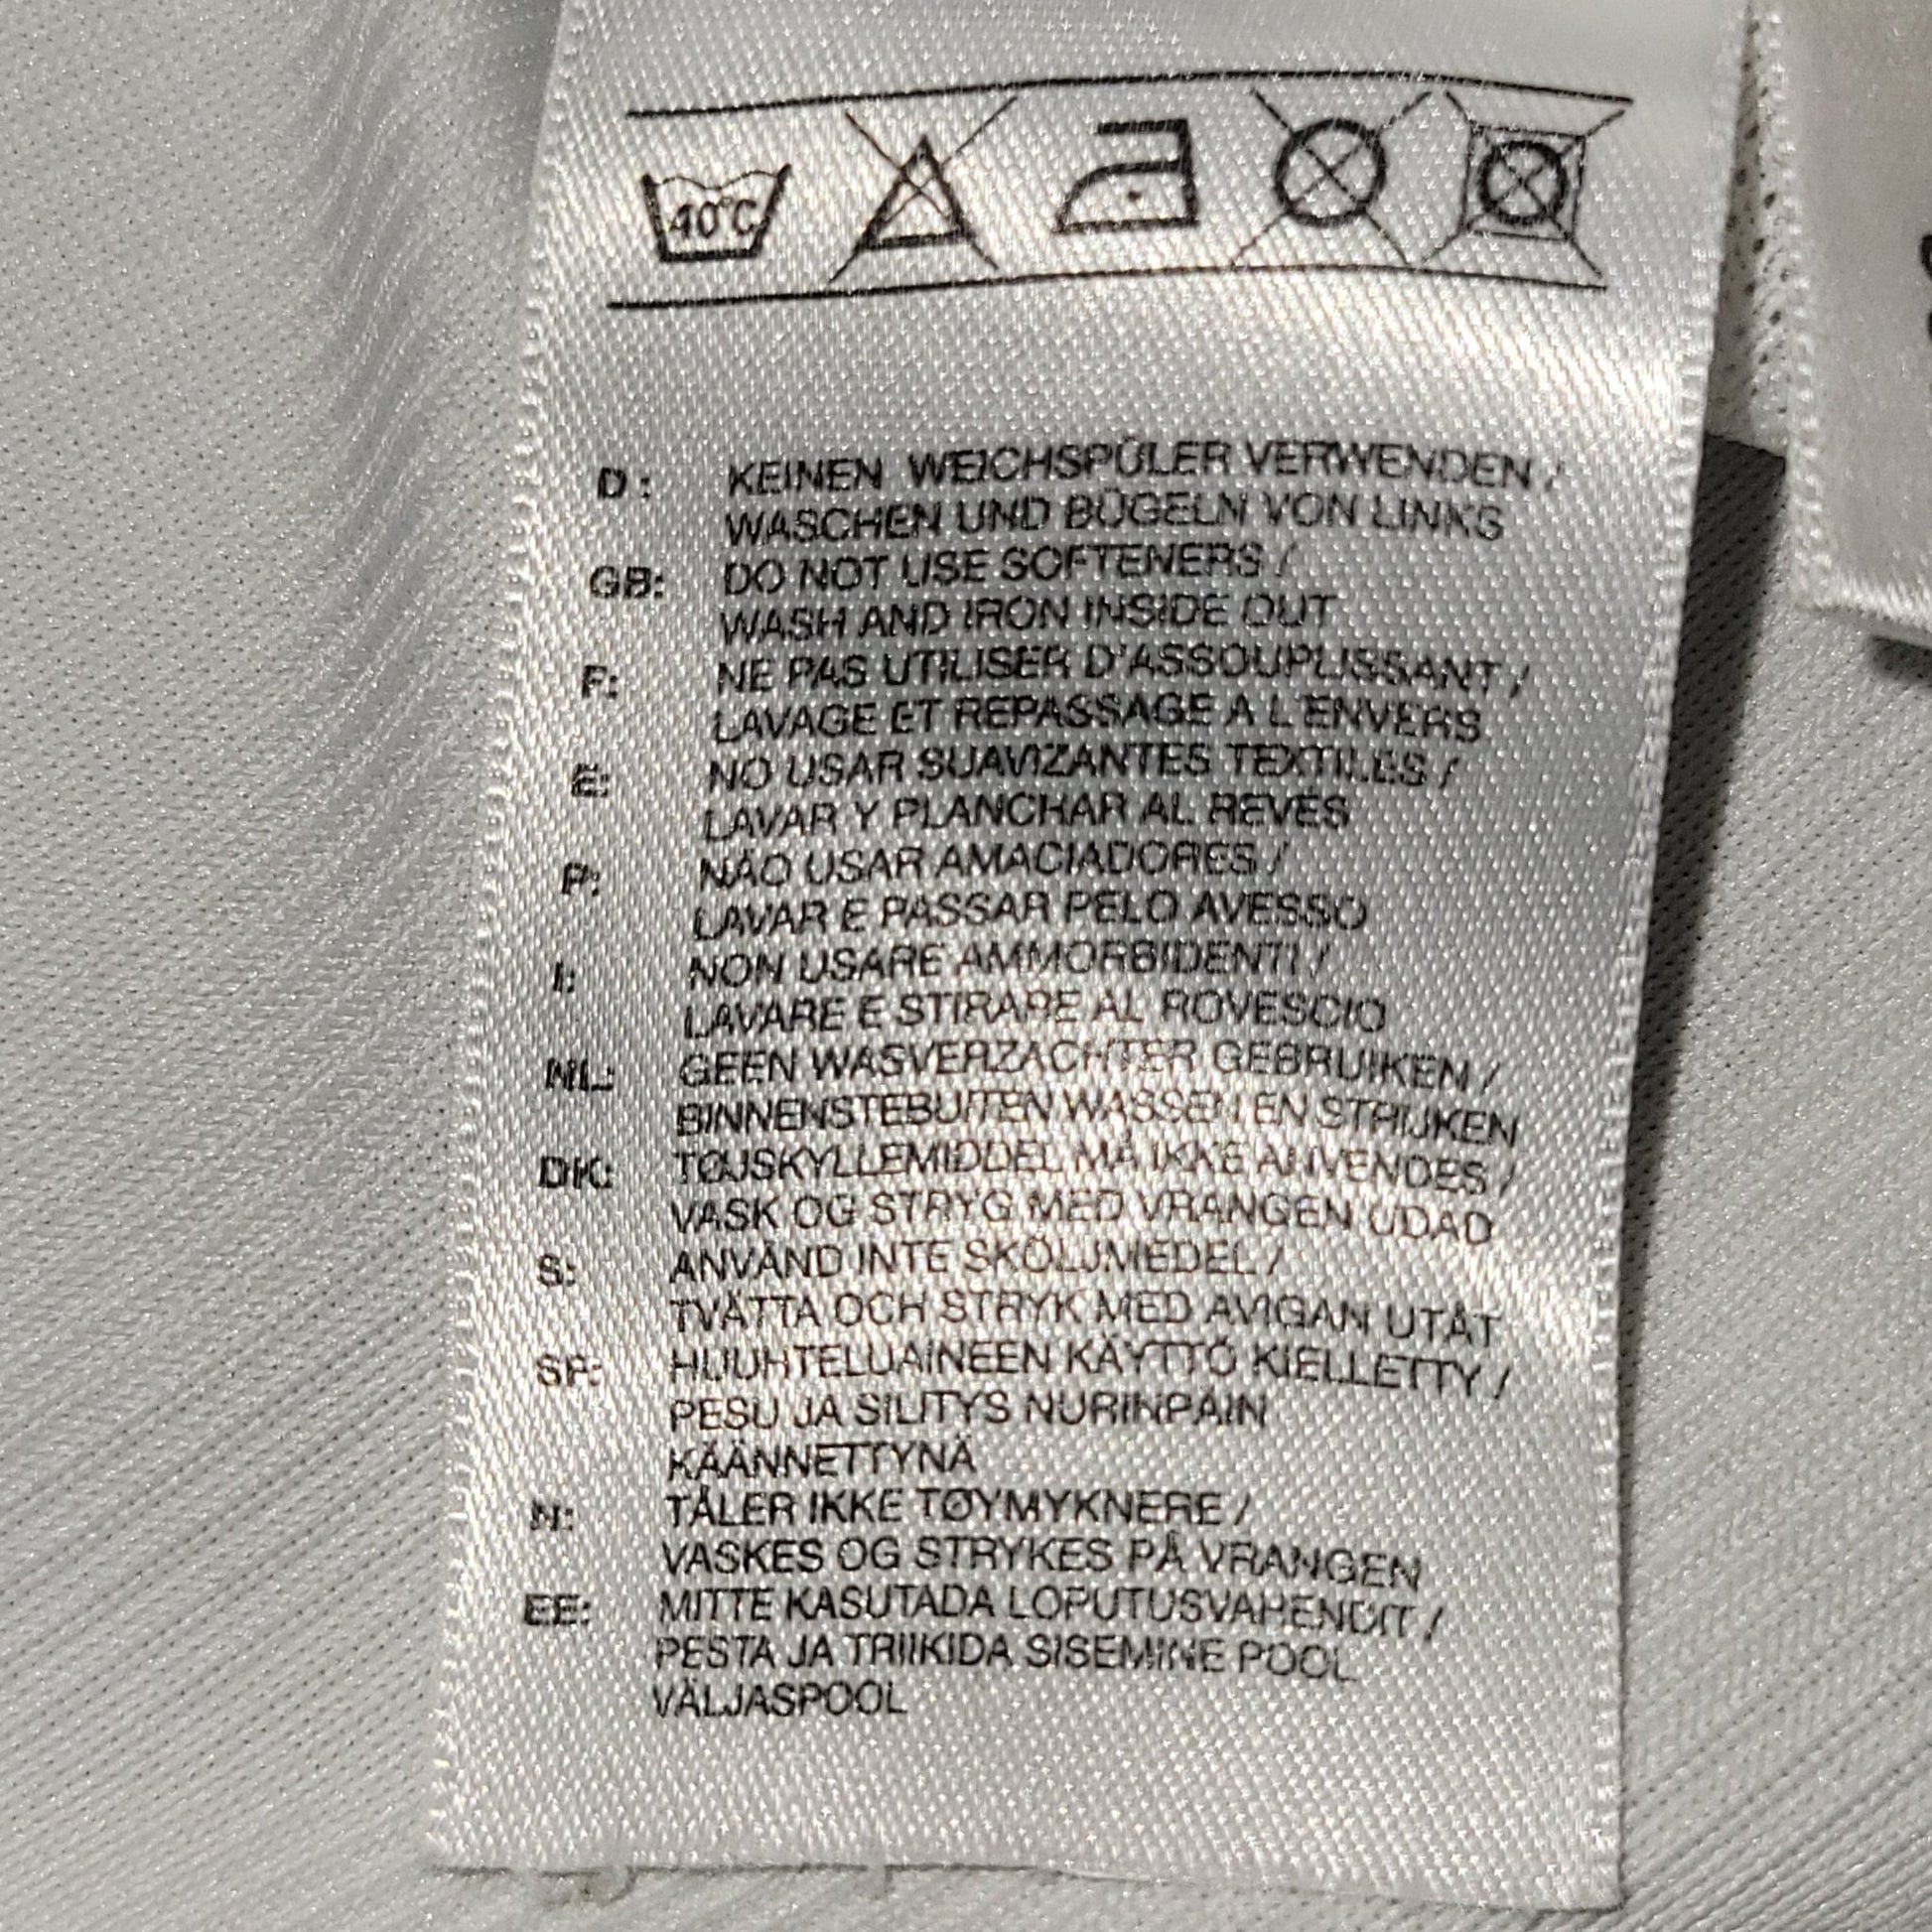 40°C
D: KEINEN WEICHSPÜLER VERWENDEN /
WASCHEN UND BÜGELN VON LINKS
GB: DO NOT USE SOFTENERS /
WASH AND IRON INSIDE OUT
F: NE PAS UTILISER D'ASSOUPLISSANT /
LAVAGE ET REPASSAGE A L'ENVERS
E: NO USAR SUAVIZANTES TEXTILES /
LAVAR Y PLANCHAR AL REVÉS
P: NÃO USAR AMACIADORES /
LAVAR E PASSAR PELO AVESSO
I: NON USARE AMMORBIDENTI /
LAVARE E STIRARE AL ROVESCIO
NL: GEEN WASVERZACHTER GEBRUIKEN /
BINNENSTEBUITEN WASSEN EN STRIJKEN
DK: TØJSKYLLEMIDDEL MÅ IKKE ANVENDES /
VASK OG STRYG MED VRANGEN UDAD
S: ANVÄND INTE SKÖLJMEDEL /
TVÄTTA OCH STRYK MED AVIGAN UTÅT
SF: HUUHTELUAINEEN KÄYTTÖ KIELLETTY /
PESU JA SILITYS NURINPÄIN
KÄÄNNETTYNÄ
N: TÅLER IKKE TØYMYKNERE /
VASKES OG STRYKES PÅ VRANGEN
EE: MITTE KASUTADA LOPUTUSVAHENDIT /
PESTA JA TRIIKIDA SISEMINE POOL
VÄLJASPOOL